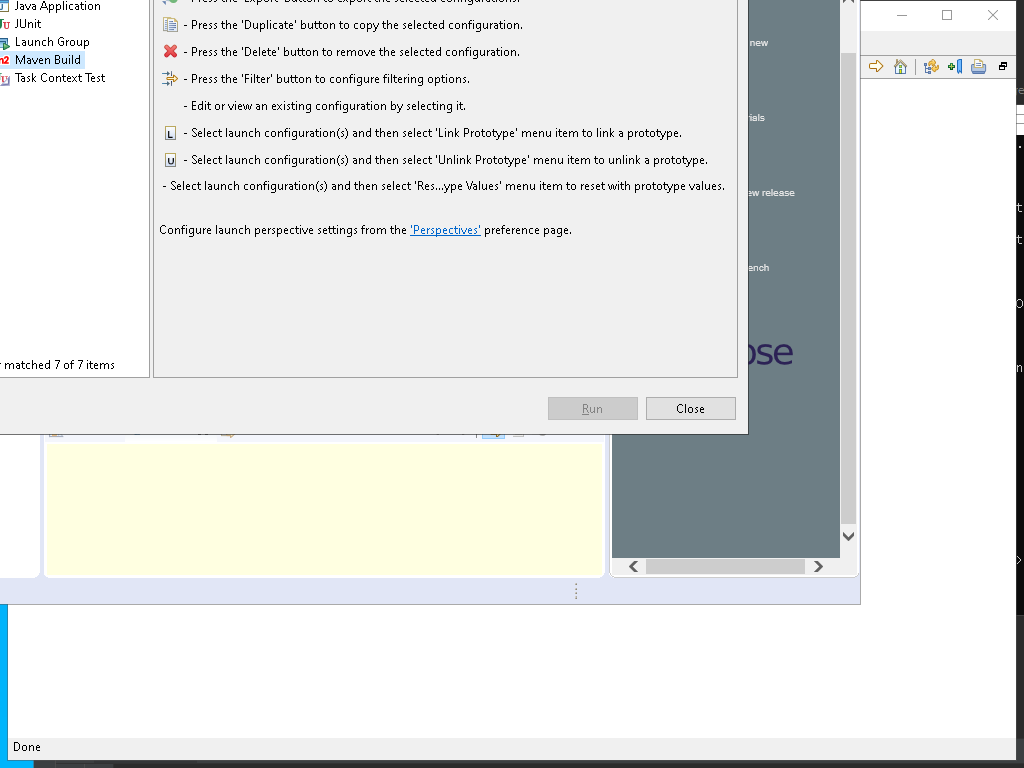 Java Application
JUnit
Launch Group
Maven Build
Task Context Test
matched 7 of 7 items
- Press the 'Export' button to export the selected configurations.
- Press the 'Duplicate' button to copy the selected configuration.
- Press the 'Delete' button to remove the selected configuration.
- Press the 'Filter' button to configure filtering options.
- Edit or view an existing configuration by selecting it.
L - Select launch configuration(s) and then select 'Link Prototype' menu item to link a prototype.
U - Select launch configuration(s) and then select 'Unlink Prototype' menu item to unlink a prototype.
- Select launch configuration(s) and then select 'Res...ype Values' menu item to reset with prototype values.
Configure launch perspective settings from the 'Perspectives' preference page.
Run
Close
new
ials
ew release
ench
ose
Done